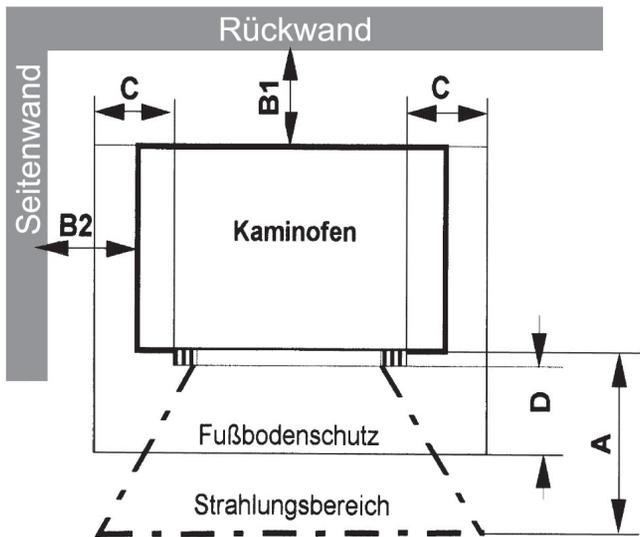 Rückwand
Seitenwand
C
B1
C
B2
Kaminofen
D
A
Fußbodenschutz
Strahlungsbereich